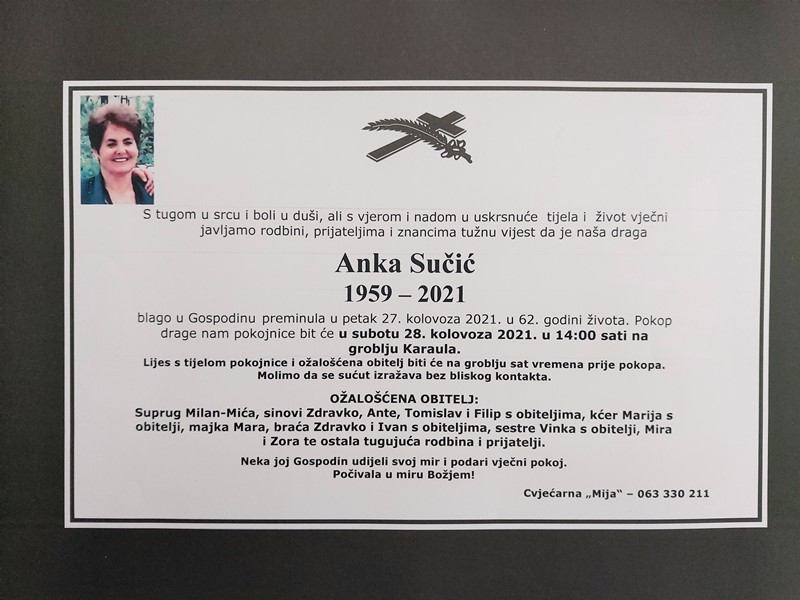 S tugom u srcu i boli u duši, ali s vjerom i nadom u uskrsnuće tijela i život vječni
javljamo rodbini, prijateljima i znancima tužnu vijest da je naša draga
Anka Sučić
1959 – 2021
blago u Gospodinu preminula u petak 27. kolovoza 2021. u 62. godini života. Pokop
drage nam pokojnice bit će u subotu 28. kolovoza 2021. u 14:00 sati na
groblju Karaula.
Lijes s tijelom pokojnice i ožalošćena obitelj biti će na groblju sat vremena prije pokopa.
Molimo da se sućut izražava bez bliskog kontakta.
OŽALOŠĆENA OBITELJ:
Suprug Milan-Mića, sinovi Zdravko, Ante, Tomislav i Filip s obiteljima, kćer Marija s
obitelji, majka Mara, braća Zdravko i Ivan s obiteljima, sestre Vinka s obitelji, Mira
i Zora te ostala tugujuća rodbina i prijatelji.
Neka joj Gospodin udijeli svoj mir i podari vječni pokoj.
Počivala u miru Božjem!
Cvjećarna „Mija“ – 063 330 211